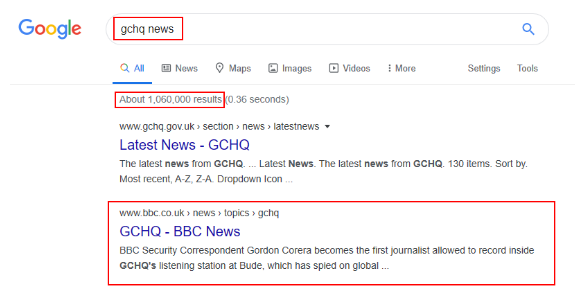 Google
gchq news
All News Maps Images Videos More Settings Tools
About 1,060,000 results (0.36 seconds)
www.gchq.gov.uk › section › news › latestnews
Latest News - GCHQ
The latest news from GCHQ. ... Latest News. The latest news from GCHQ. 130 items. Sort by.
Most recent, A-Z, Z-A. Dropdown Icon ...
www.bbc.co.uk › news › topics › gchq
GCHQ - BBC News
BBC Security Correspondent Gordon Corera becomes the first journalist allowed to record inside
GCHQ's listening station at Bude, which has spied on global ...